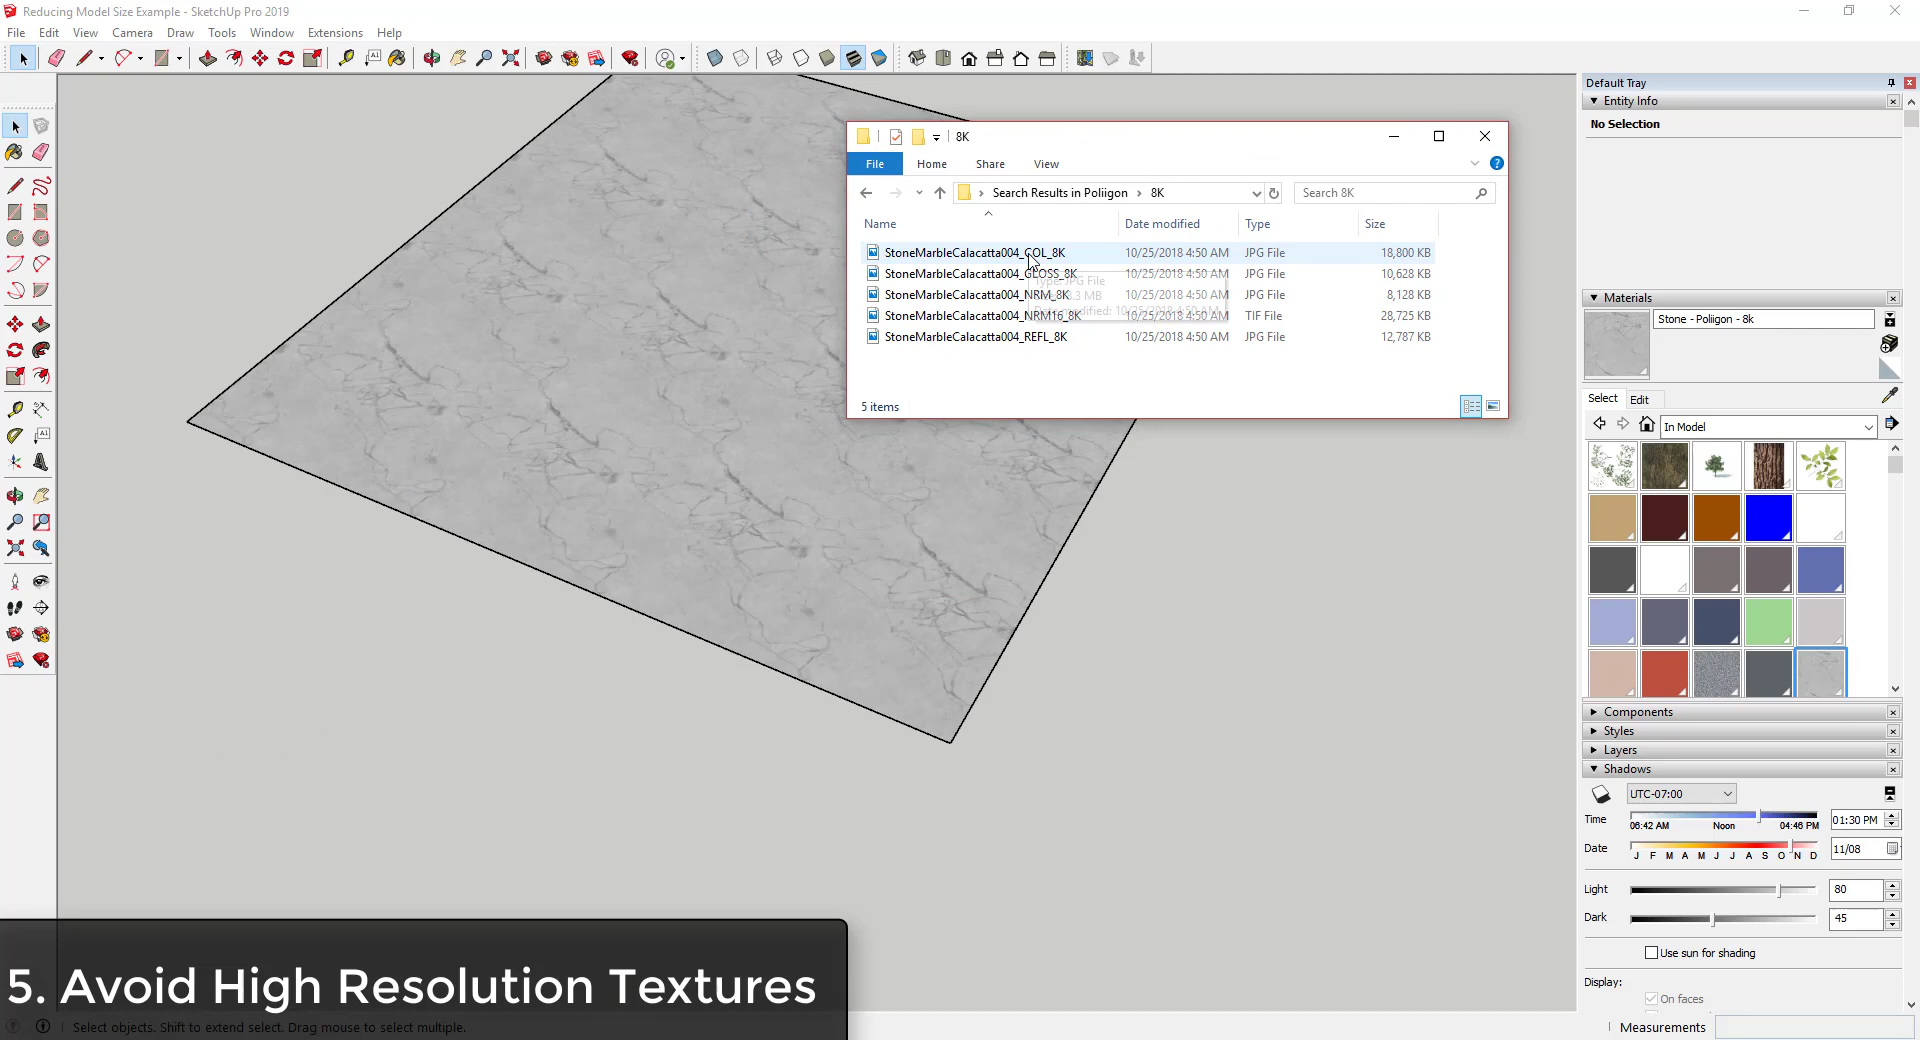 Reducing Model Size Example - SketchUp Pro 2019
File Edit View Camera Draw Tools Window Extensions Help
Default Tray
Entity Info
No Selection
8K
File Home Share View
Search Results in Poliigon › 8K
Search 8K
Name Date modified Type Size
StoneMarbleCalacatta004_COL_8K 10/25/2018 4:50 AM JPG File 18,800 KB
StoneMarbleCalacatta004_GLOSS_8K 10/25/2018 4:50 AM JPG File 10,628 KB
StoneMarbleCalacatta004_NRM_8K 10/25/2018 4:50 AM JPG File 8,128 KB
StoneMarbleCalacatta004_NRM16_8K 10/25/2018 4:50 AM TIF File 28,725 KB
StoneMarbleCalacatta004_REFL_8K 10/25/2018 4:50 AM JPG File 12,787 KB
Type: JPG File
5 items
Materials
Stone - Poliigon - 8k
Select Edit
In Model
Components
Styles
Layers
Shadows
UTC-07:00
Time 06:42 AM Noon 04:46 PM 01:30 PM
Date J F M A M J J A S O N D 11/08
Light 80
Dark 45
Use sun for shading
Display:
On faces
5. Avoid High Resolution Textures
Select objects. Shift to extend select. Drag mouse to select multiple.
Measurements